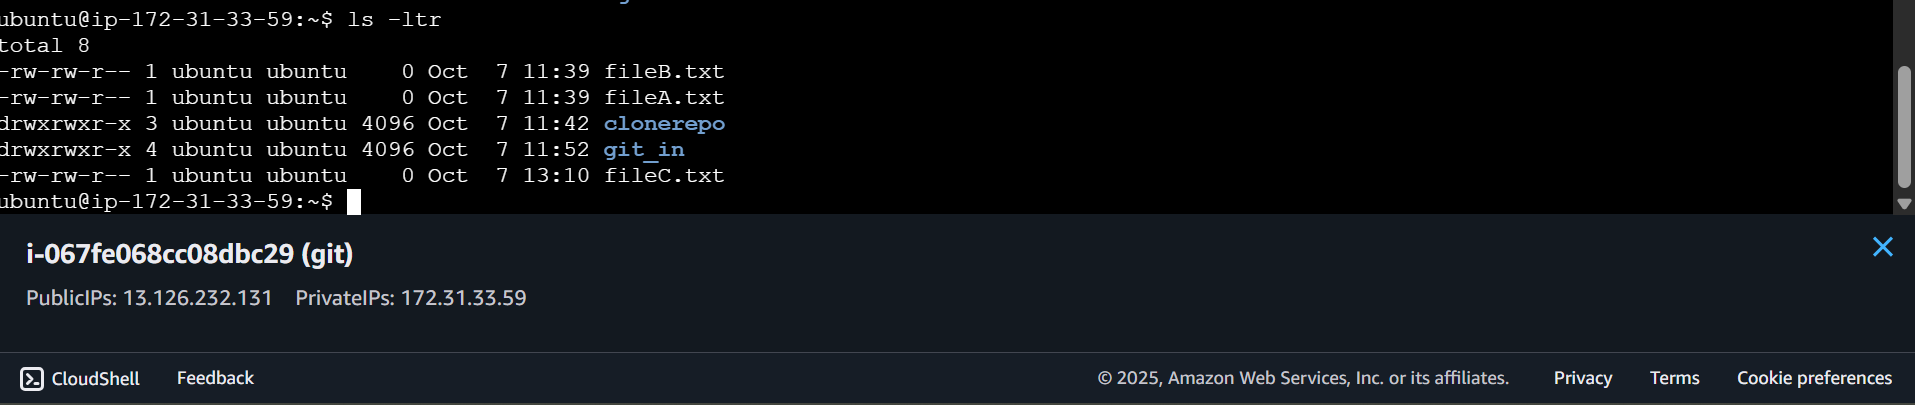 ubuntu@ip-172-31-33-59:~$ ls -ltr
total 8
-rw-rw-r-- 1 ubuntu ubuntu    0 Oct  7 11:39 fileB.txt
-rw-rw-r-- 1 ubuntu ubuntu    0 Oct  7 11:39 fileA.txt
drwxrwxr-x 3 ubuntu ubuntu 4096 Oct  7 11:42 clonerepo
drwxrwxr-x 4 ubuntu ubuntu 4096 Oct  7 11:52 git_in
-rw-rw-r-- 1 ubuntu ubuntu    0 Oct  7 13:10 fileC.txt
ubuntu@ip-172-31-33-59:~$
i-067fe068cc08dbc29 (git)
PublicIPs: 13.126.232.131 PrivateIPs: 172.31.33.59
CloudShell Feedback © 2025, Amazon Web Services, Inc. or its affiliates. Privacy Terms Cookie preferences